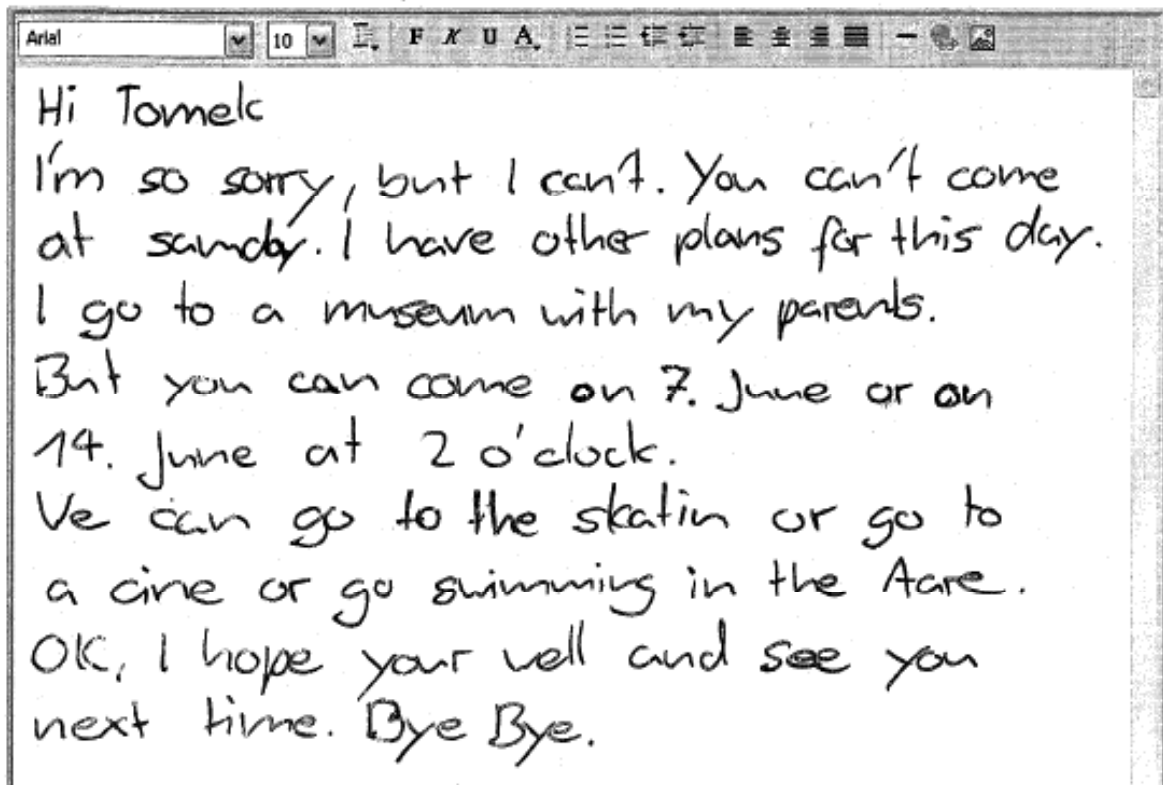 Arial 10 F K U A
Hi Tomek
I'm so sorry, but I can't. You can't come
at sunday. I have other plans for this day.
I go to a museum with my parents.
But you can come on 7. June or on
14. June at 2 o'clock.
Ve can go to the skatin or go to
a cine or go swimming in the Aare.
OK, I hope your well and see you
next time. Bye Bye.